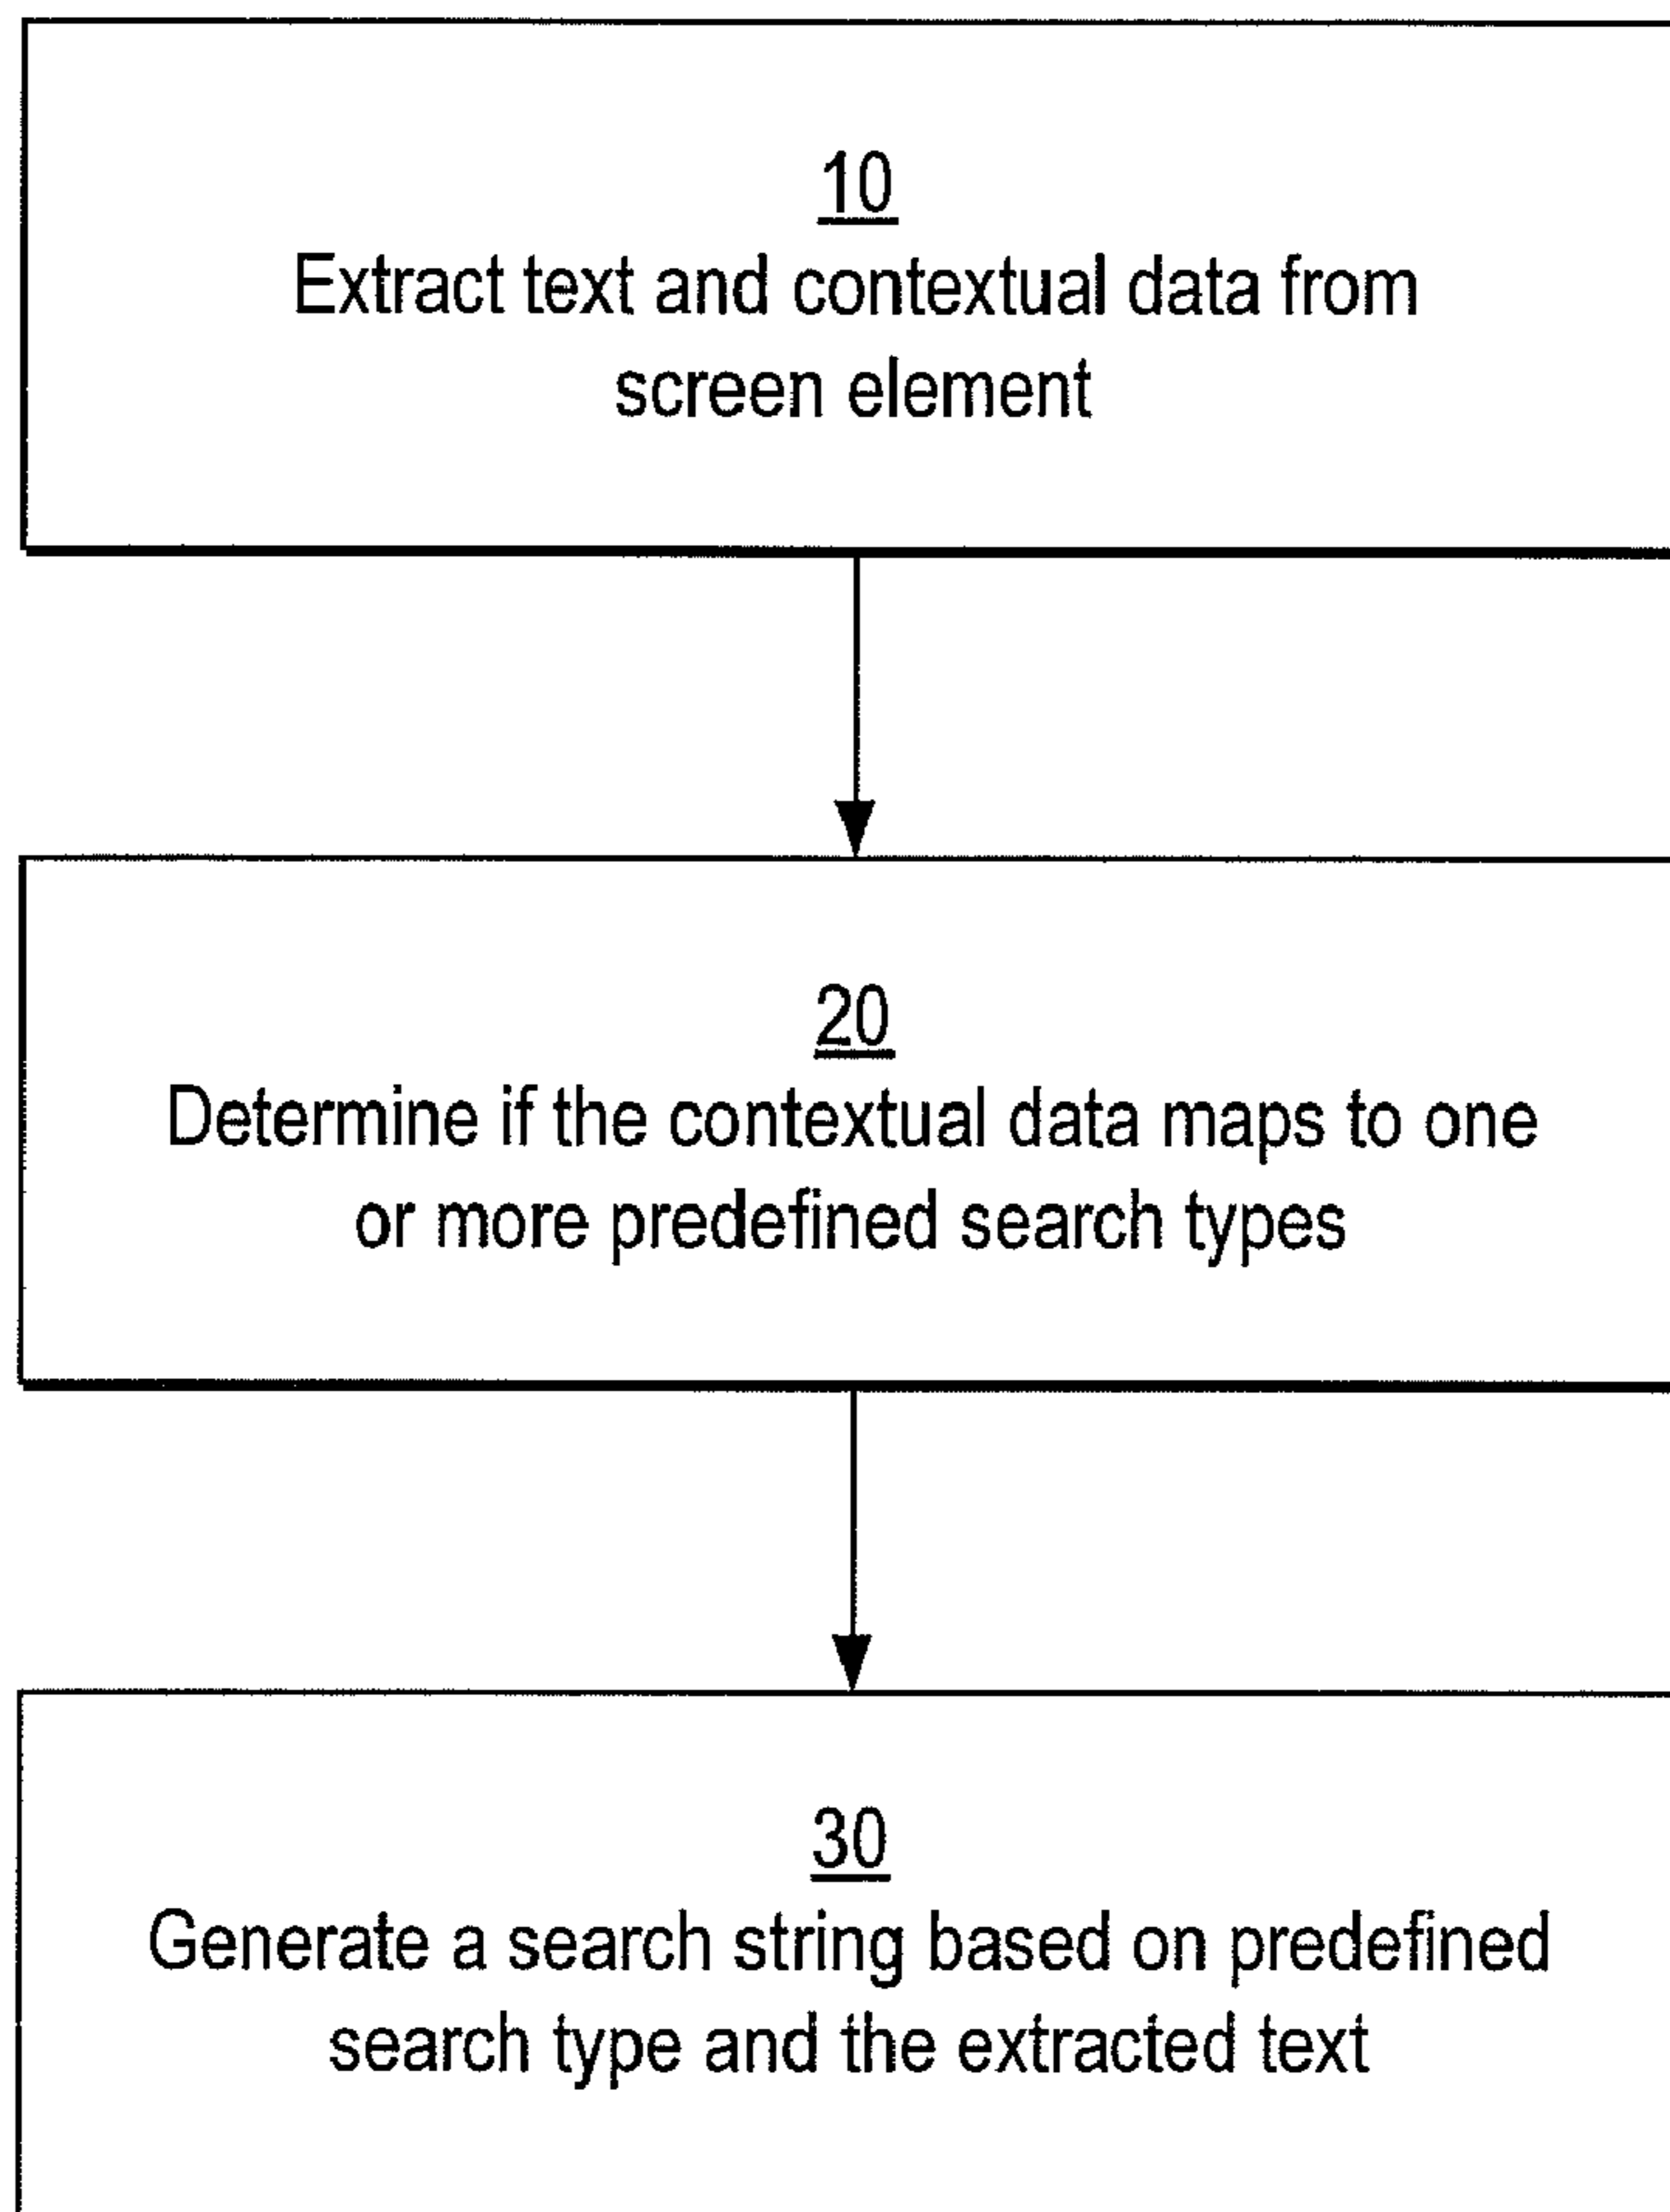 10
Extract text and contextual data from
screen element
20
Determine if the contextual data maps to one
or more predefined search types
30
Generate a search string based on predefined
search type and the extracted text